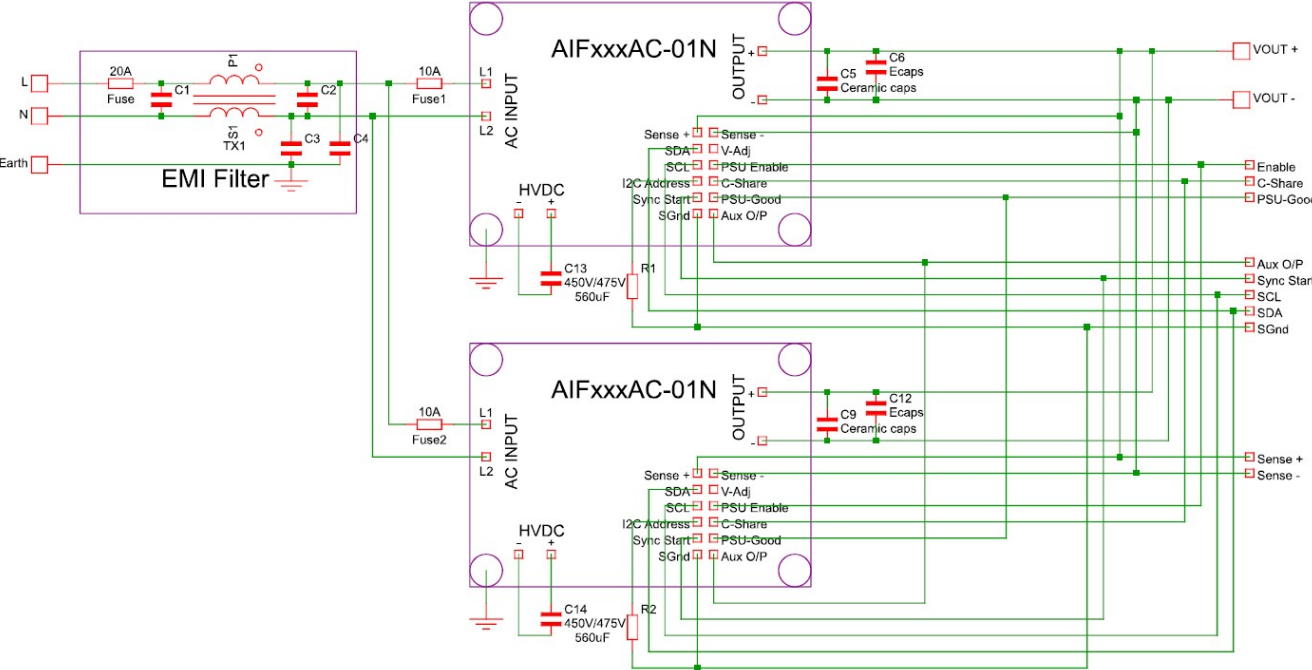 L
N
Earth
20A
Fuse
C1
P1
S1
TX1
C2
C3
C4
EMI Filter
10A
Fuse1
AIFxxxAC-01N
L1
L2
AC INPUT
OUTPUT
+
-
C5
Ceramic caps
C6
Ecaps
VOUT +
VOUT -
Sense +
Sense -
SDA
V-Adj
SCL
PSU Enable
I2C Address
C-Share
Sync Start
PSU-Good
SGnd
Aux O/P
HVDC
-
+
C13
450V/475V
560uF
R1
Enable
C-Share
PSU-Good
Aux O/P
Sync Start
SCL
SDA
SGnd
10A
Fuse2
AIFxxxAC-01N
L1
L2
AC INPUT
OUTPUT
+
-
C9
Ceramic caps
C12
Ecaps
Sense +
Sense -
SDA
V-Adj
SCL
PSU Enable
I2C Address
C-Share
Sync Start
PSU-Good
SGnd
Aux O/P
HVDC
-
+
C14
450V/475V
560uF
R2
Sense +
Sense -